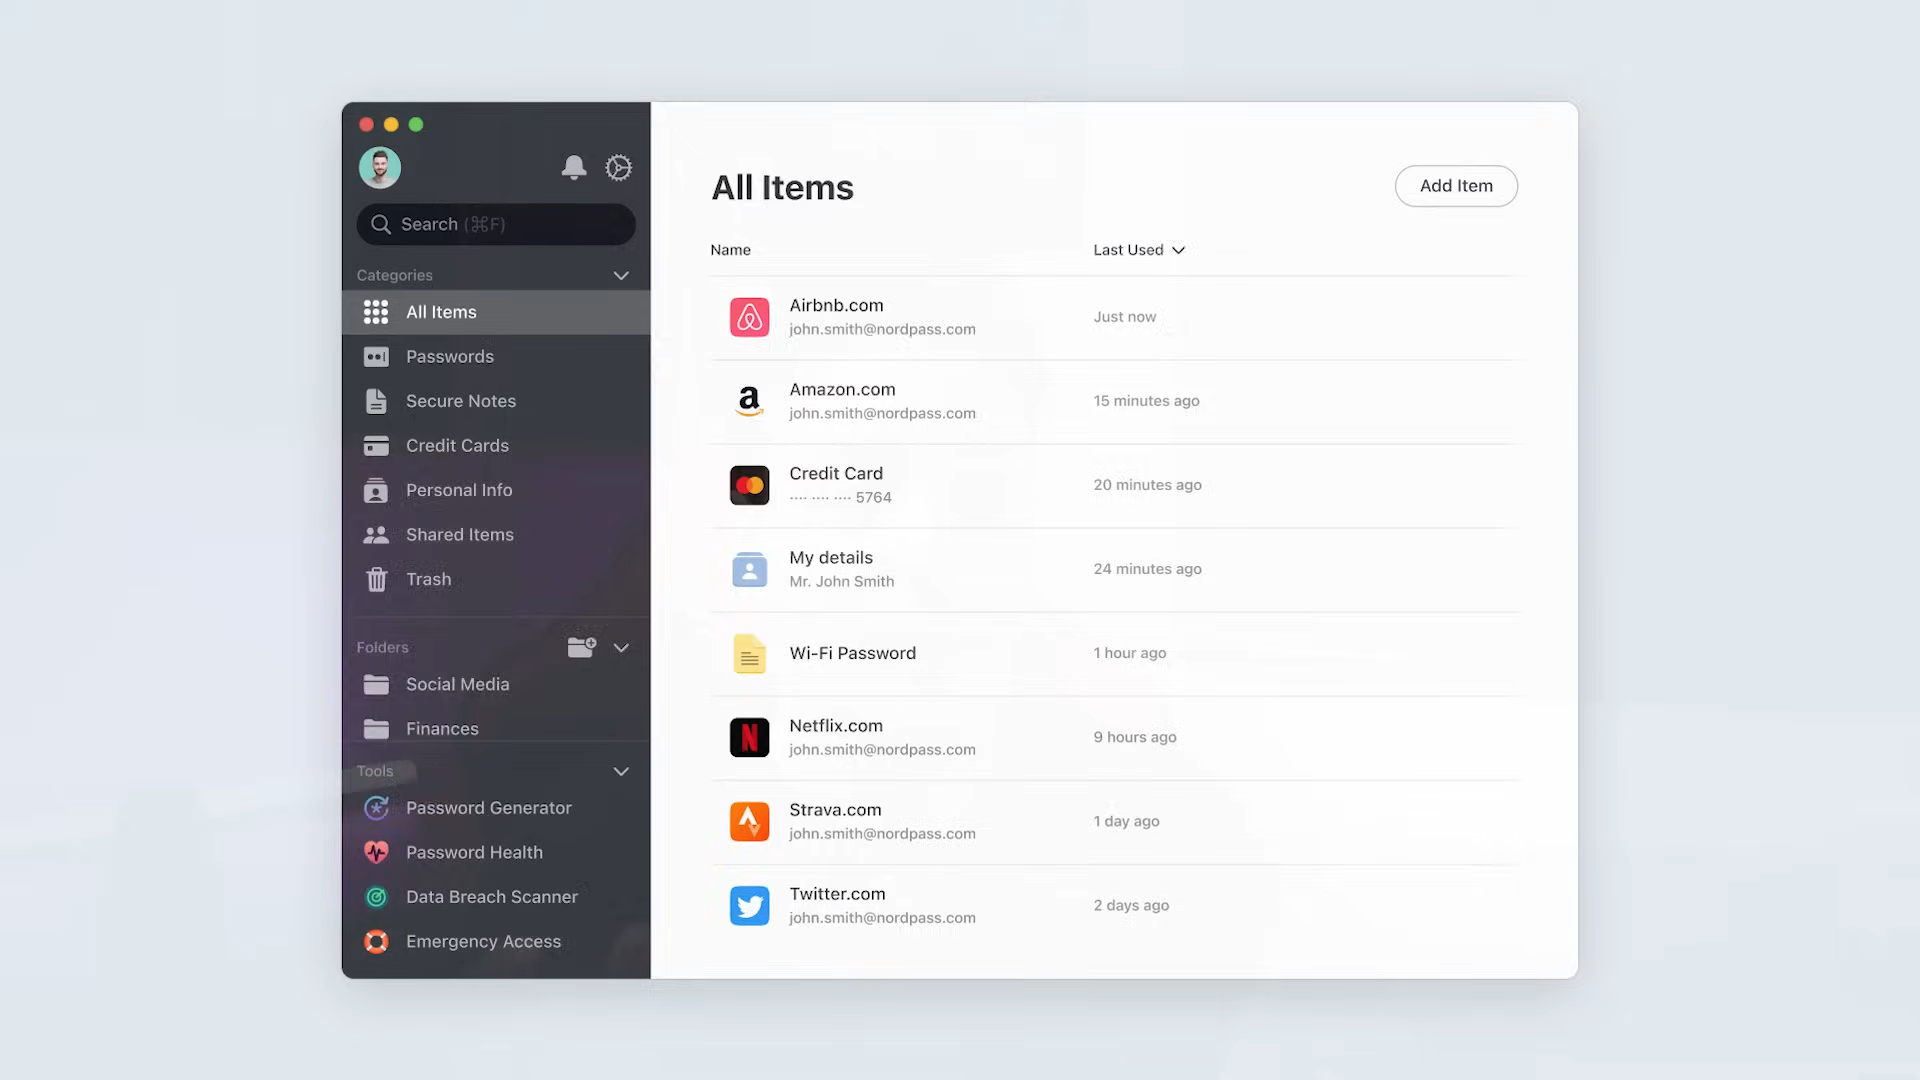 Search (⌘F)
Categories
All Items
Passwords
Secure Notes
Credit Cards
Personal Info
Shared Items
Trash
Folders
Social Media
Finances
Tools
Password Generator
Password Health
Data Breach Scanner
Emergency Access
All Items
Add Item
Name Last Used
Airbnb.com
john.smith@nordpass.com
Just now
Amazon.com
john.smith@nordpass.com
15 minutes ago
Credit Card
···· ···· ···· 5764
20 minutes ago
My details
Mr. John Smith
24 minutes ago
Wi-Fi Password
1 hour ago
Netflix.com
john.smith@nordpass.com
9 hours ago
Strava.com
john.smith@nordpass.com
1 day ago
Twitter.com
john.smith@nordpass.com
2 days ago